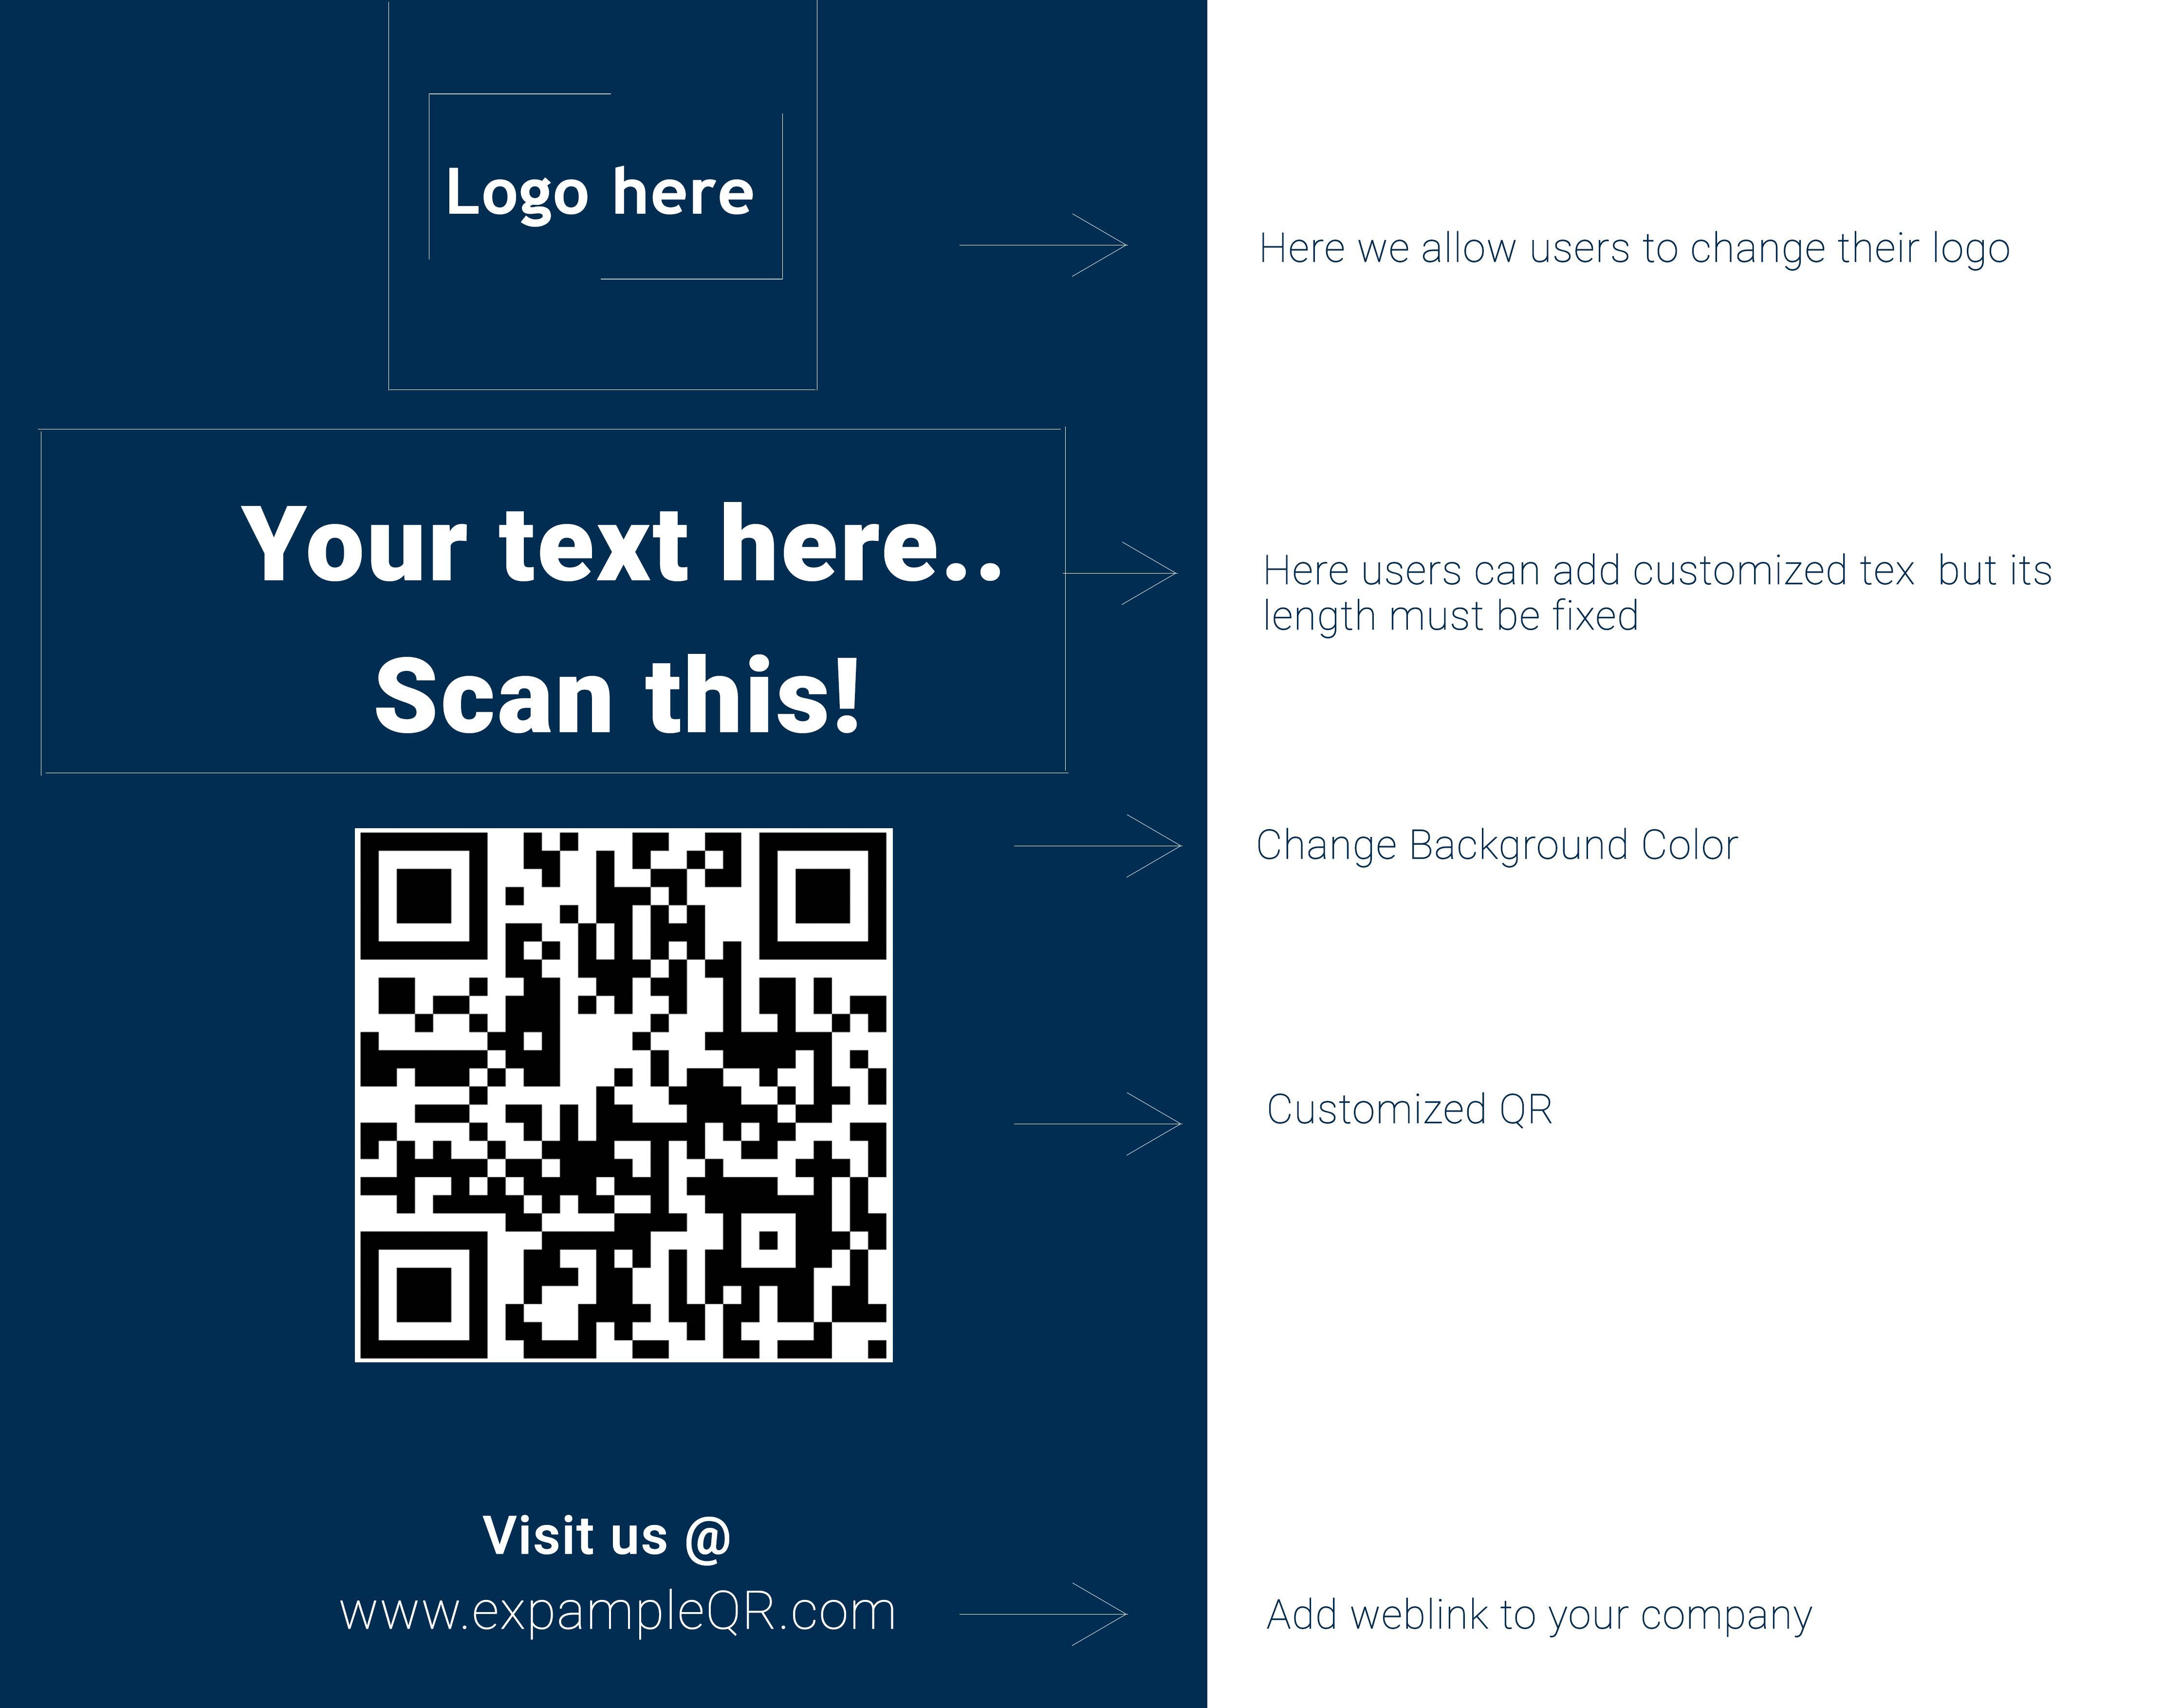 Logo here
Here we allow users to change their logo
Your text here..
Scan this!
Here users can add customized tex  but its
length must be fixed
Change Background Color
Customized QR
Visit us @
www.expampleQR.com
Add weblink to your company